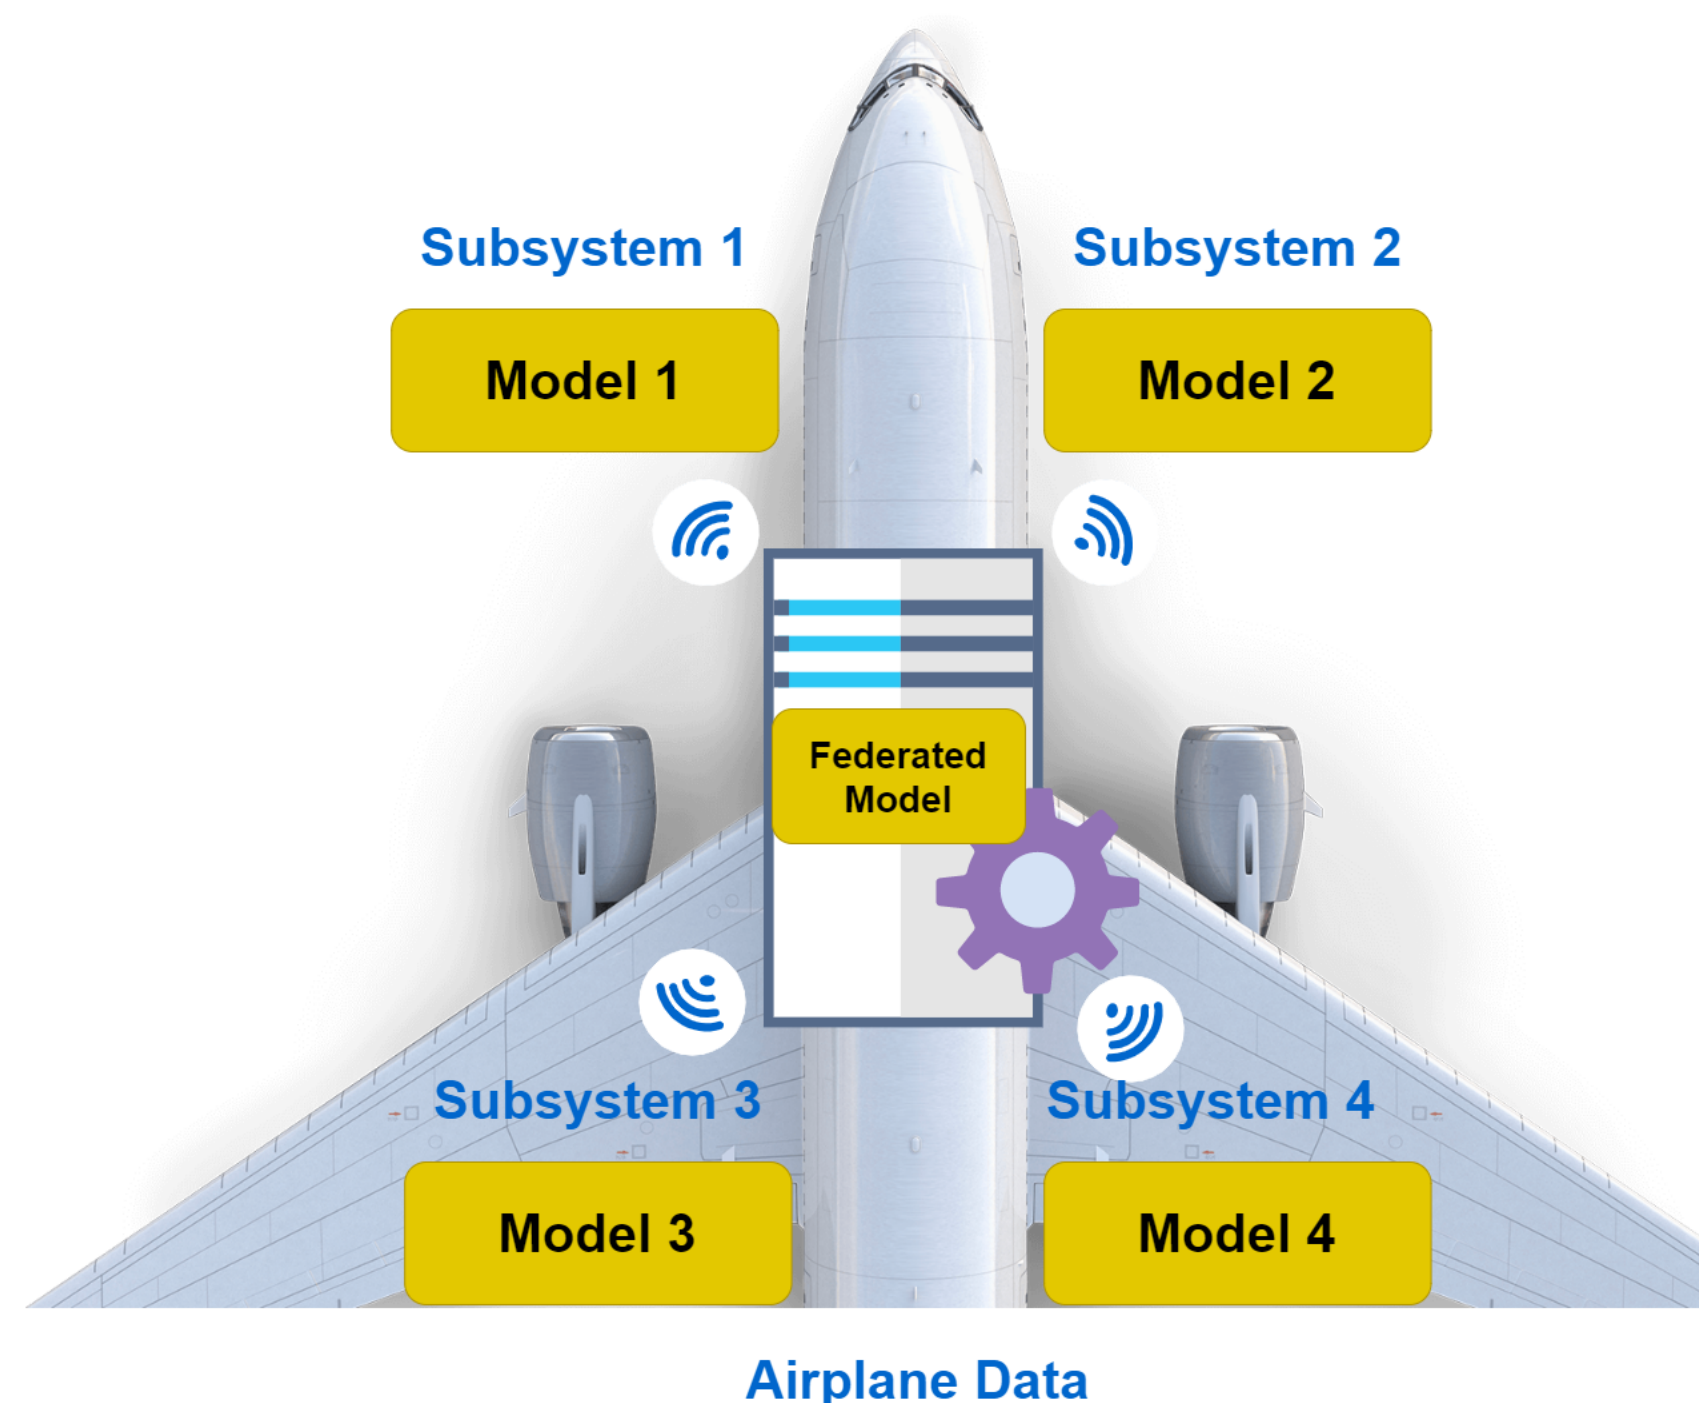 Subsystem 1
Subsystem 2
Model 1
Model 2
Federated
Model
Subsystem 3
Subsystem 4
Model 3
Model 4
Airplane Data